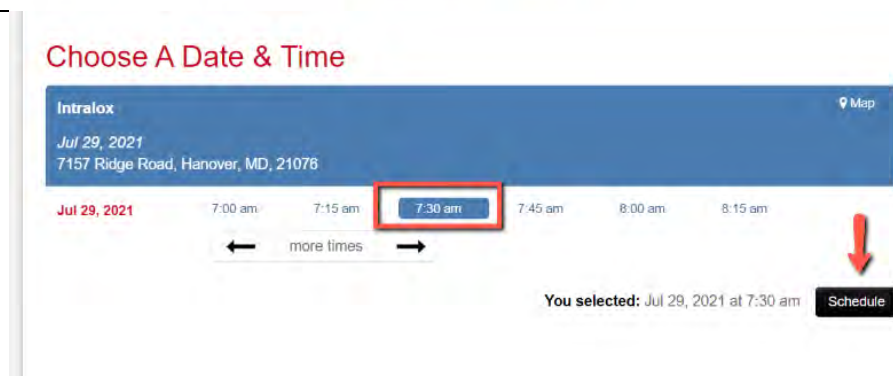 Choose A Date & Time
Intralox
Map
Jul 29, 2021
7157 Ridge Road, Hanover, MD, 21076
Jul 29, 2021 7:00 am 7:15 am 7:30 am 7:45 am 8:00 am 8:15 am
more times
You selected: Jul 29, 2021 at 7:30 am Schedule